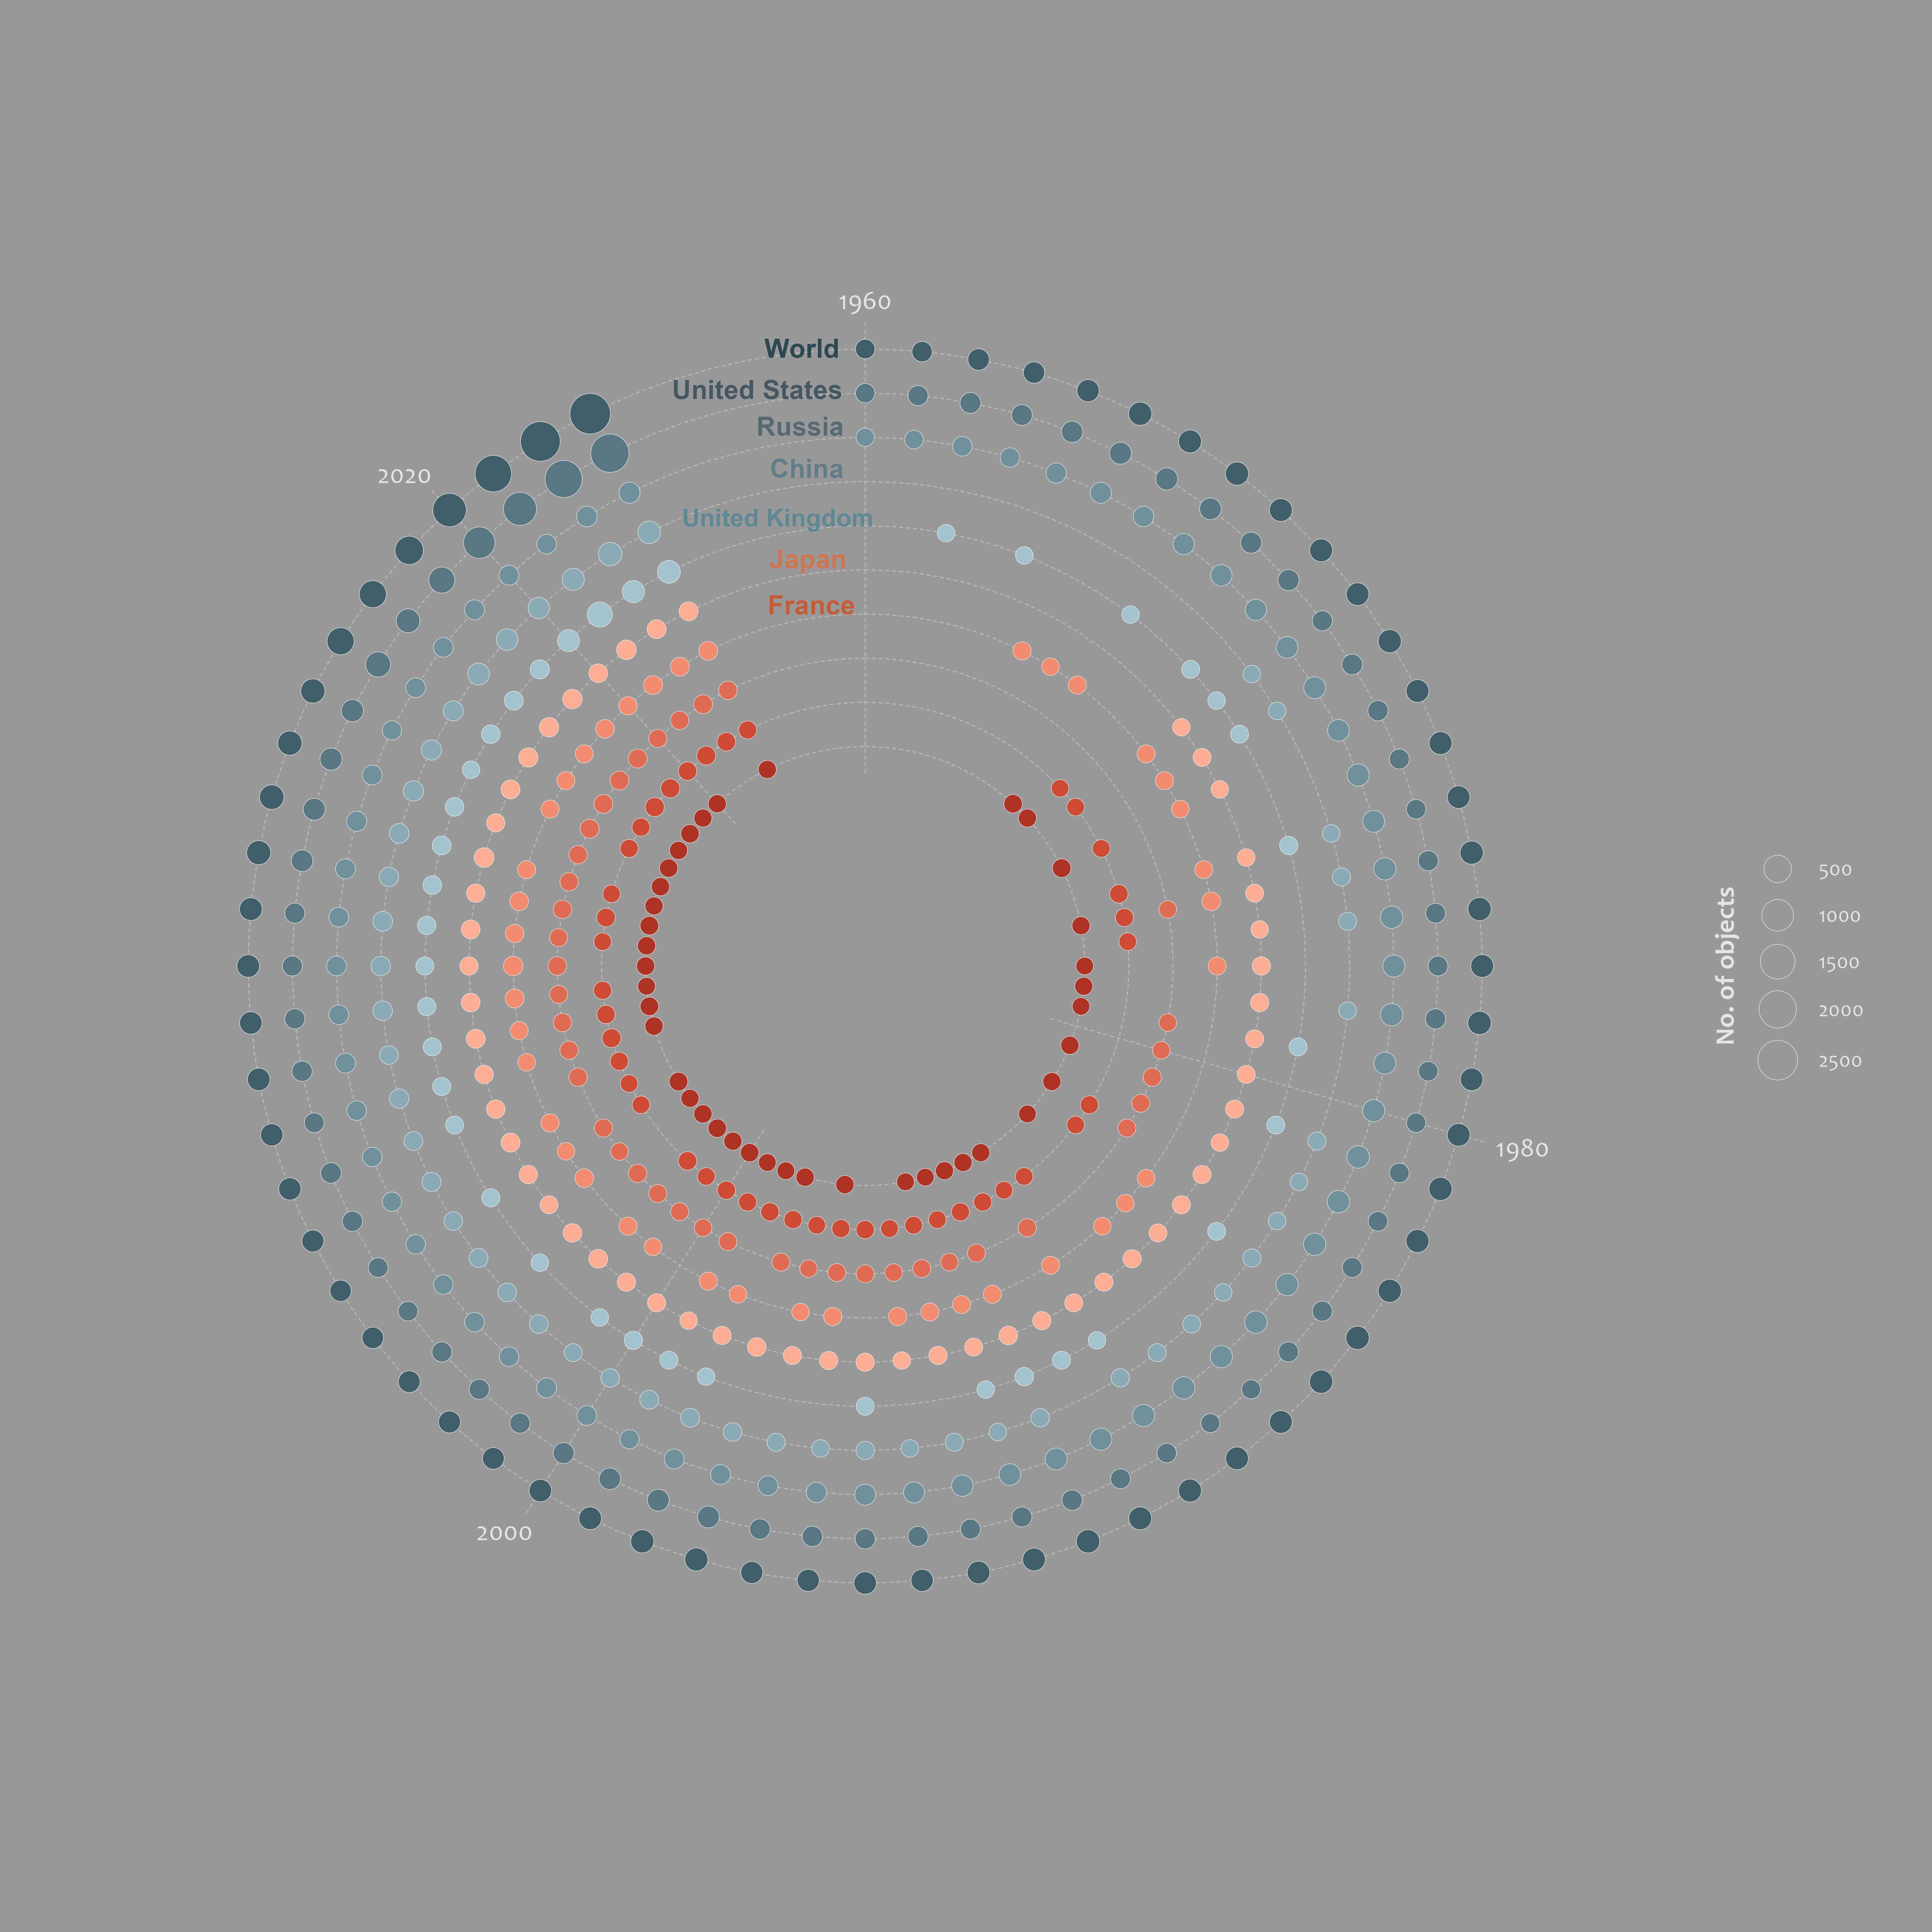 1960
World
United States
Russia
2020
China
United Kingdom
Japan
France
No. of objects
500
1000
1500
2000
2500
1980
2000